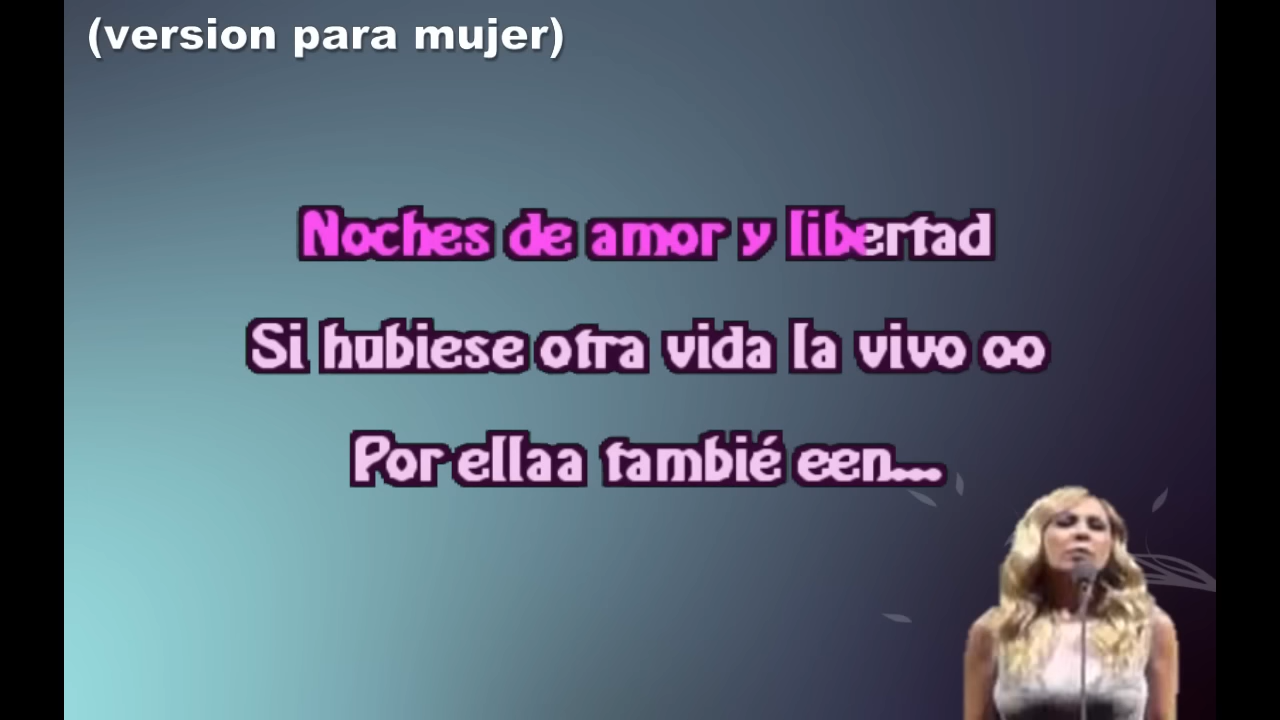 (version para mujer)
Noches de amor y libertad
Si hubiese otra vida la vivo oo
Por ellaa tambié een...